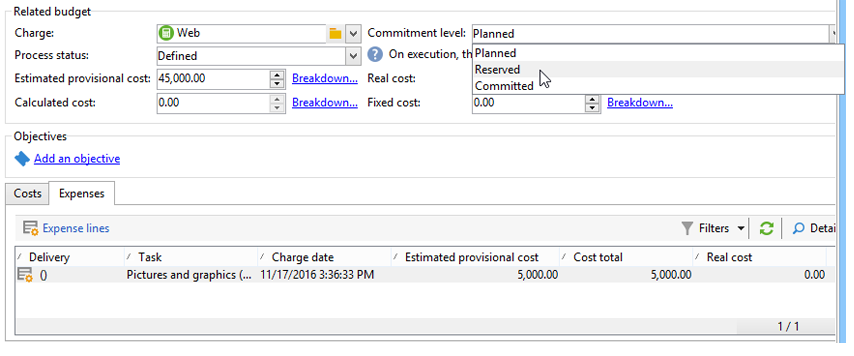 Related budget
Charge: Web Commitment level: Planned
Process status: Defined On execution, th
Planned
Reserved
Committed
Estimated provisional cost: 45,000.00 Breakdown... Real cost:
Calculated cost: 0.00 Breakdown... Fixed cost: 0.00 Breakdown...
Objectives
Add an objective
Costs Expenses
Expense lines Filters Detai
Delivery Task Charge date Estimated provisional cost Cost total Real cost
() Pictures and graphics (... 11/17/2016 3:36:33 PM 5,000.00 5,000.00 0.00
1 / 1